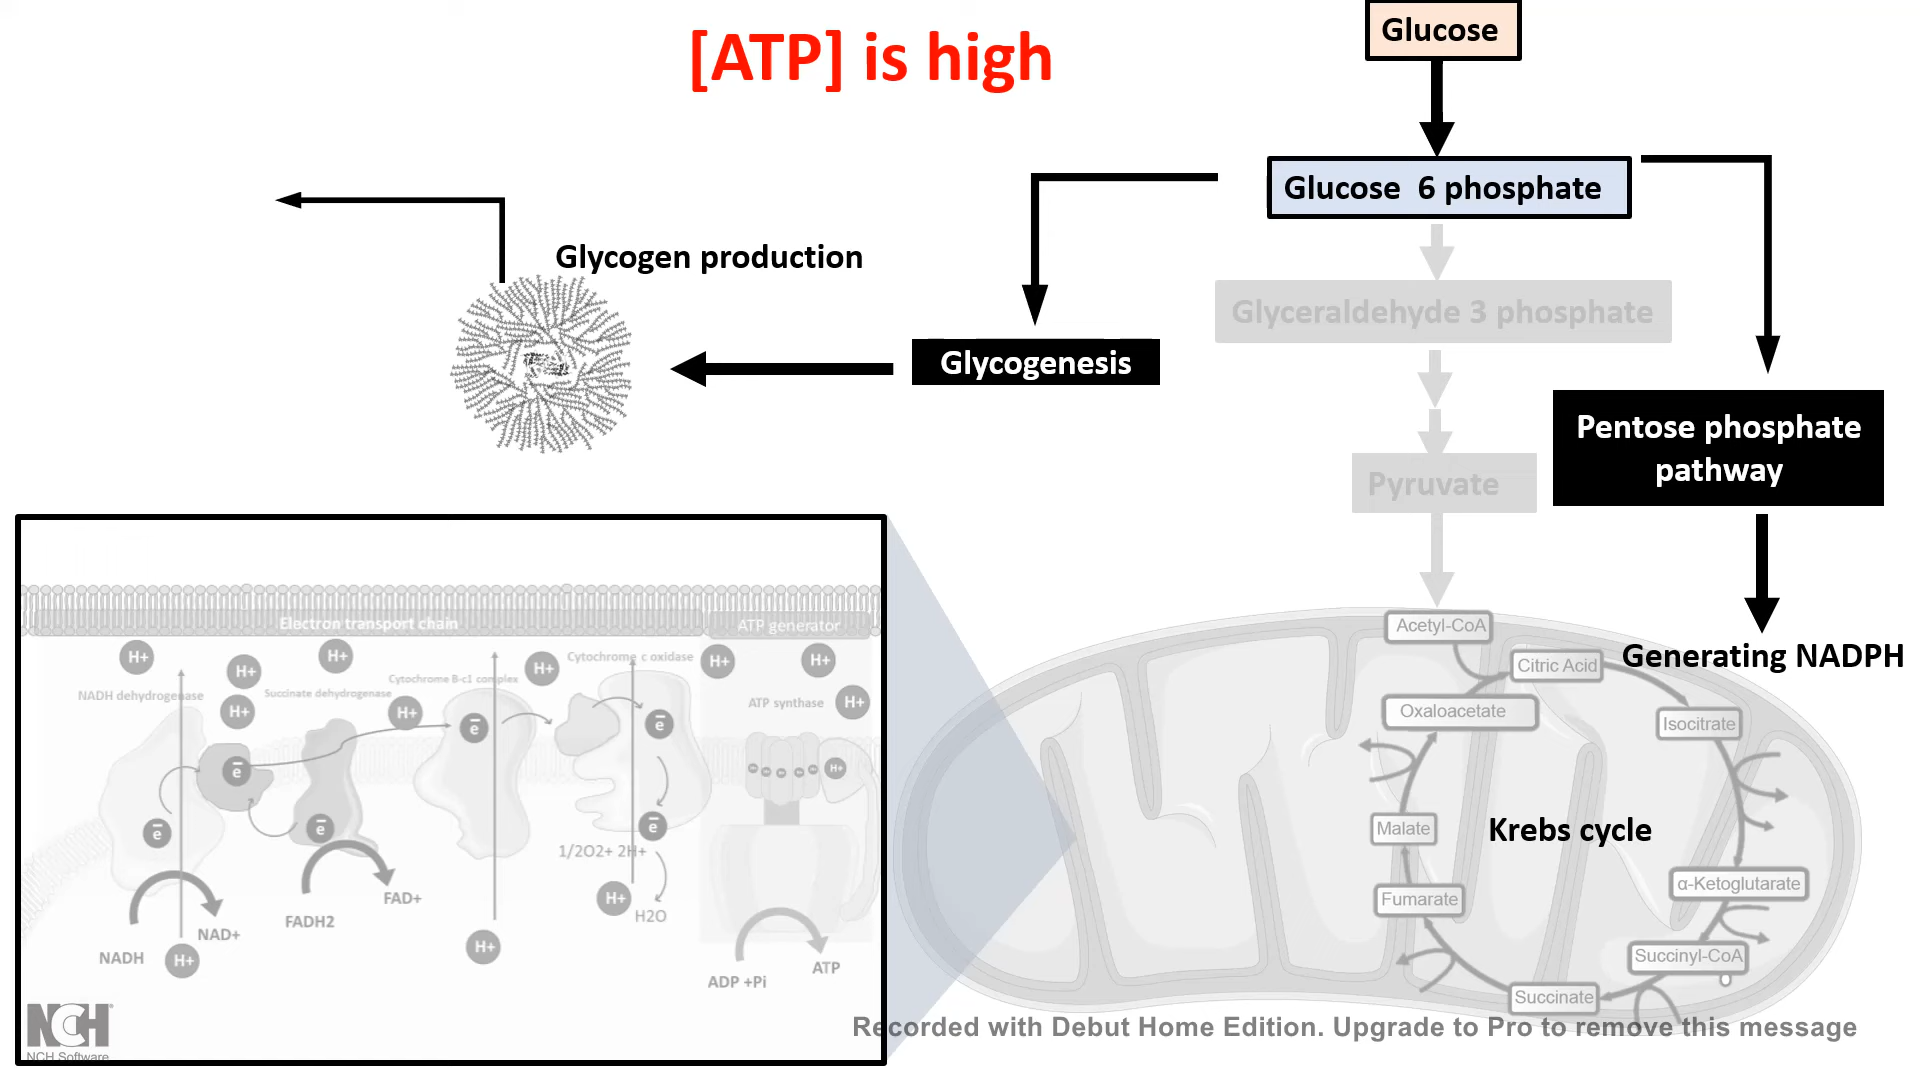 [ATP] is high
Glucose
Glucose 6 phosphate
Glycogen production
Glyceraldehyde 3 phosphate
Glycogenesis
Pentose phosphate
pathway
Pyruvate
Generating NADPH
Electron transport chain
ATP generator
H+
H+
H+
H+
H+
H+
H+
H+
H+
NADH dehydrogenase
Succinate dehydrogenase
Cytochrome B-c1 complex
Cytochrome c oxidase
ATP synthase
H+
e
e
e
e
e
e
1/2O2+ 2H+
H+
H2O
FADH2
FAD+
NADH
NAD+
H+
H+
ADP +Pi
ATP
Acetyl-CoA
Citric Acid
Oxaloacetate
Isocitrate
Malate
Krebs cycle
α-Ketoglutarate
Fumarate
Succinyl-CoA
Succinate
NCH
NCH Software
Recorded with Debut Home Edition. Upgrade to Pro to remove this message